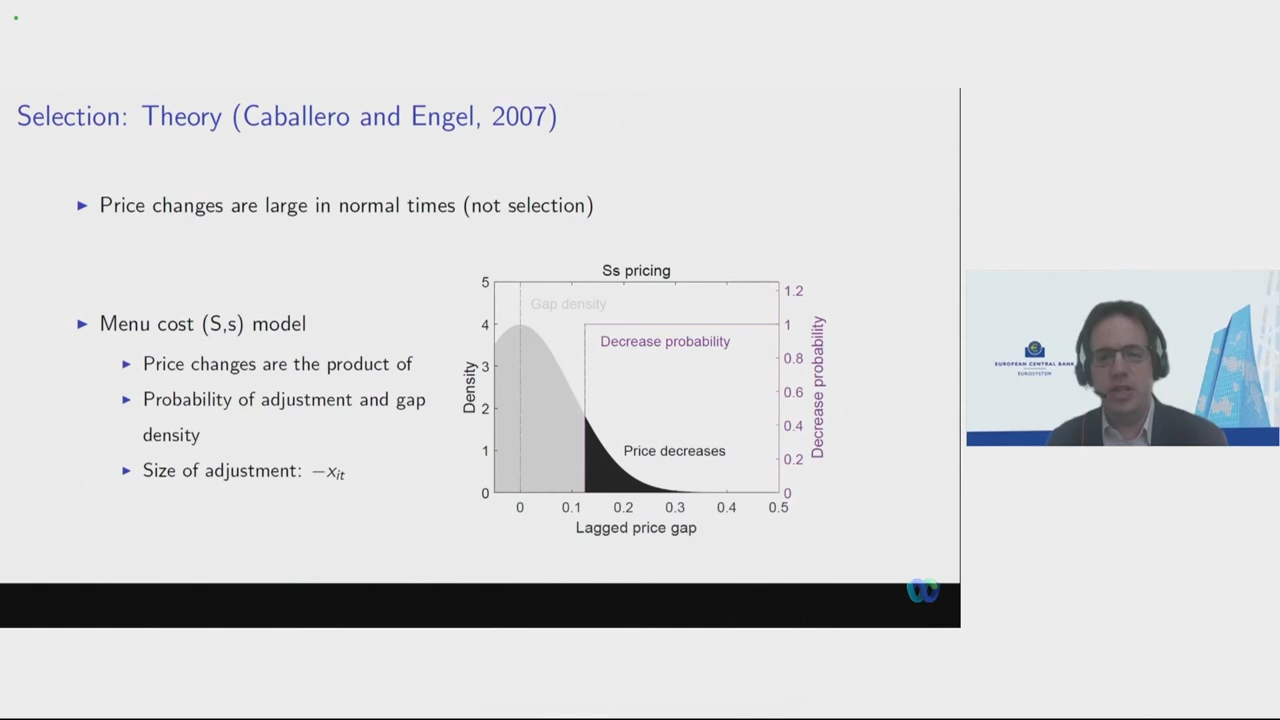 Selection: Theory (Caballero and Engel, 2007)
► Price changes are large in normal times (not selection)
► Menu cost (S,s) model
► Price changes are the product of
► Probability of adjustment and gap
density
► Size of adjustment: −x_it
Ss pricing
Gap density
Decrease probability
Price decreases
Density
5
4
3
2
1
0
0 0.1 0.2 0.3 0.4 0.5
Lagged price gap
1.2
1
0.8
0.6
0.4
0.2
0
Decrease probability
EUROPEAN CENTRAL BANK
EUROSYSTEM